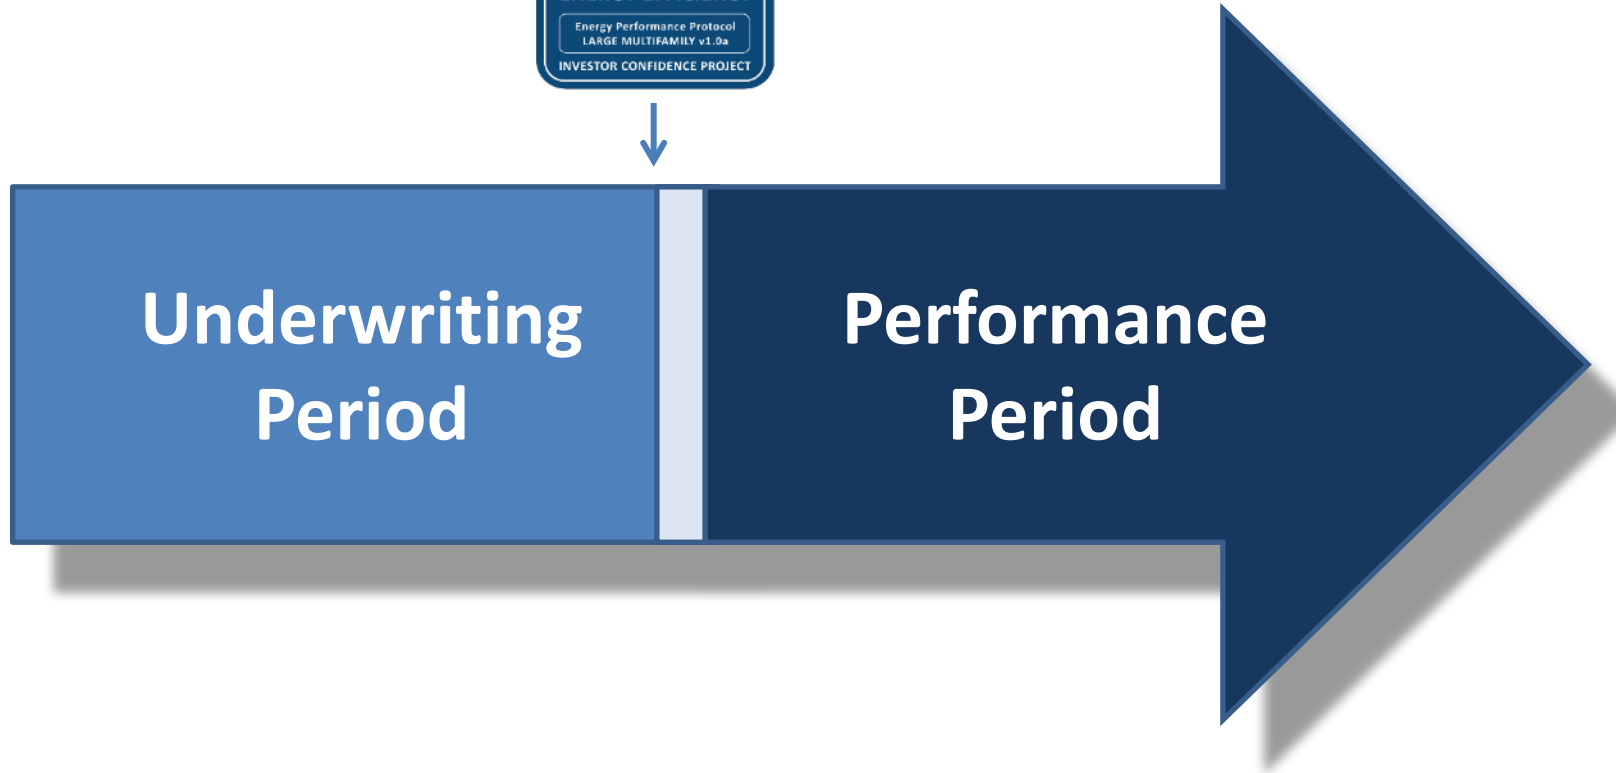 Energy Performance Protocol
LARGE MULTIFAMILY v1.0a
INVESTOR CONFIDENCE PROJECT
Underwriting
Period
Performance
Period